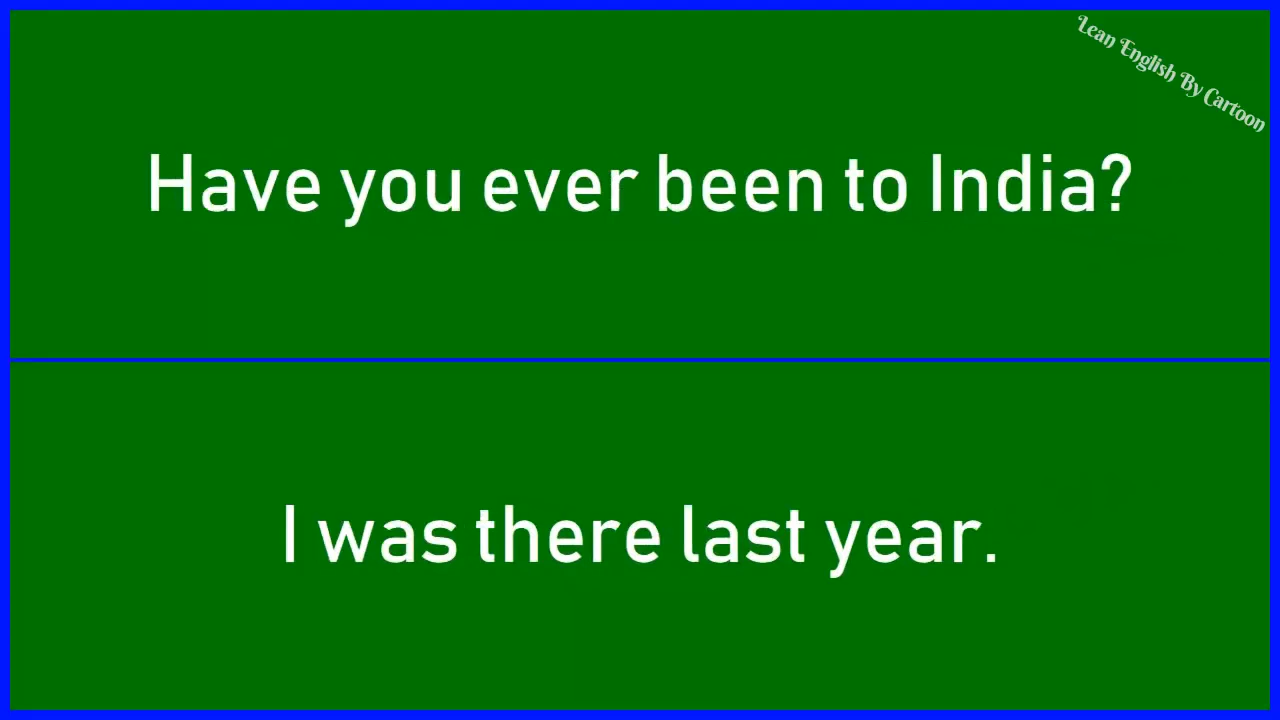 Lean English By Cartoon
Have you ever been to India?
I was there last year.